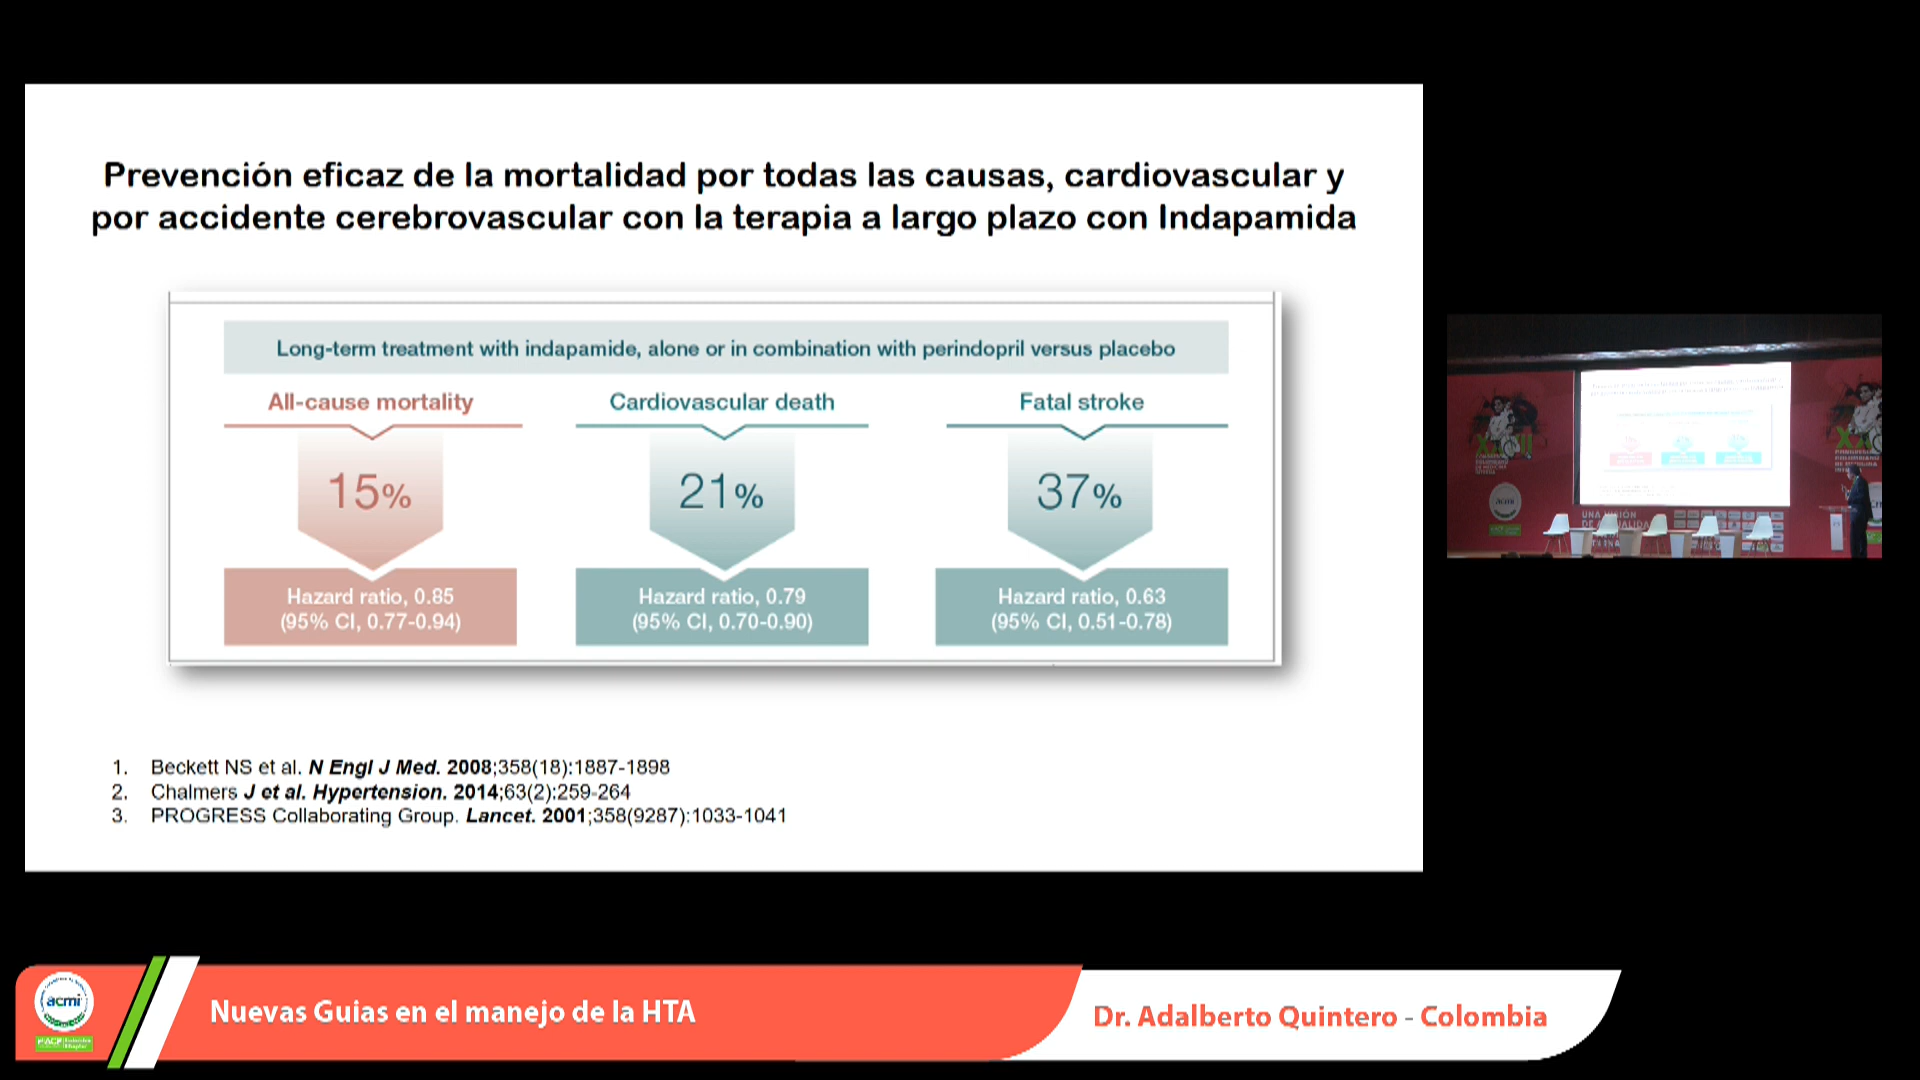 Prevención eficaz de la mortalidad por todas las causas, cardiovascular y
por accidente cerebrovascular con la terapia a largo plazo con Indapamida
Long-term treatment with indapamide, alone or in combination with perindopril versus placebo
All-cause mortality
15%
Hazard ratio, 0.85
(95% CI, 0.77-0.94)
Cardiovascular death
21%
Hazard ratio, 0.79
(95% CI, 0.70-0.90)
Fatal stroke
37%
Hazard ratio, 0.63
(95% CI, 0.51-0.78)
1. Beckett NS et al. N Engl J Med. 2008;358(18):1887-1898
2. Chalmers J et al. Hypertension. 2014;63(2):259-264
3. PROGRESS Collaborating Group. Lancet. 2001;358(9287):1033-1041
acmi
Nuevas Guias en el manejo de la HTA
Dr. Adalberto Quintero - Colombia